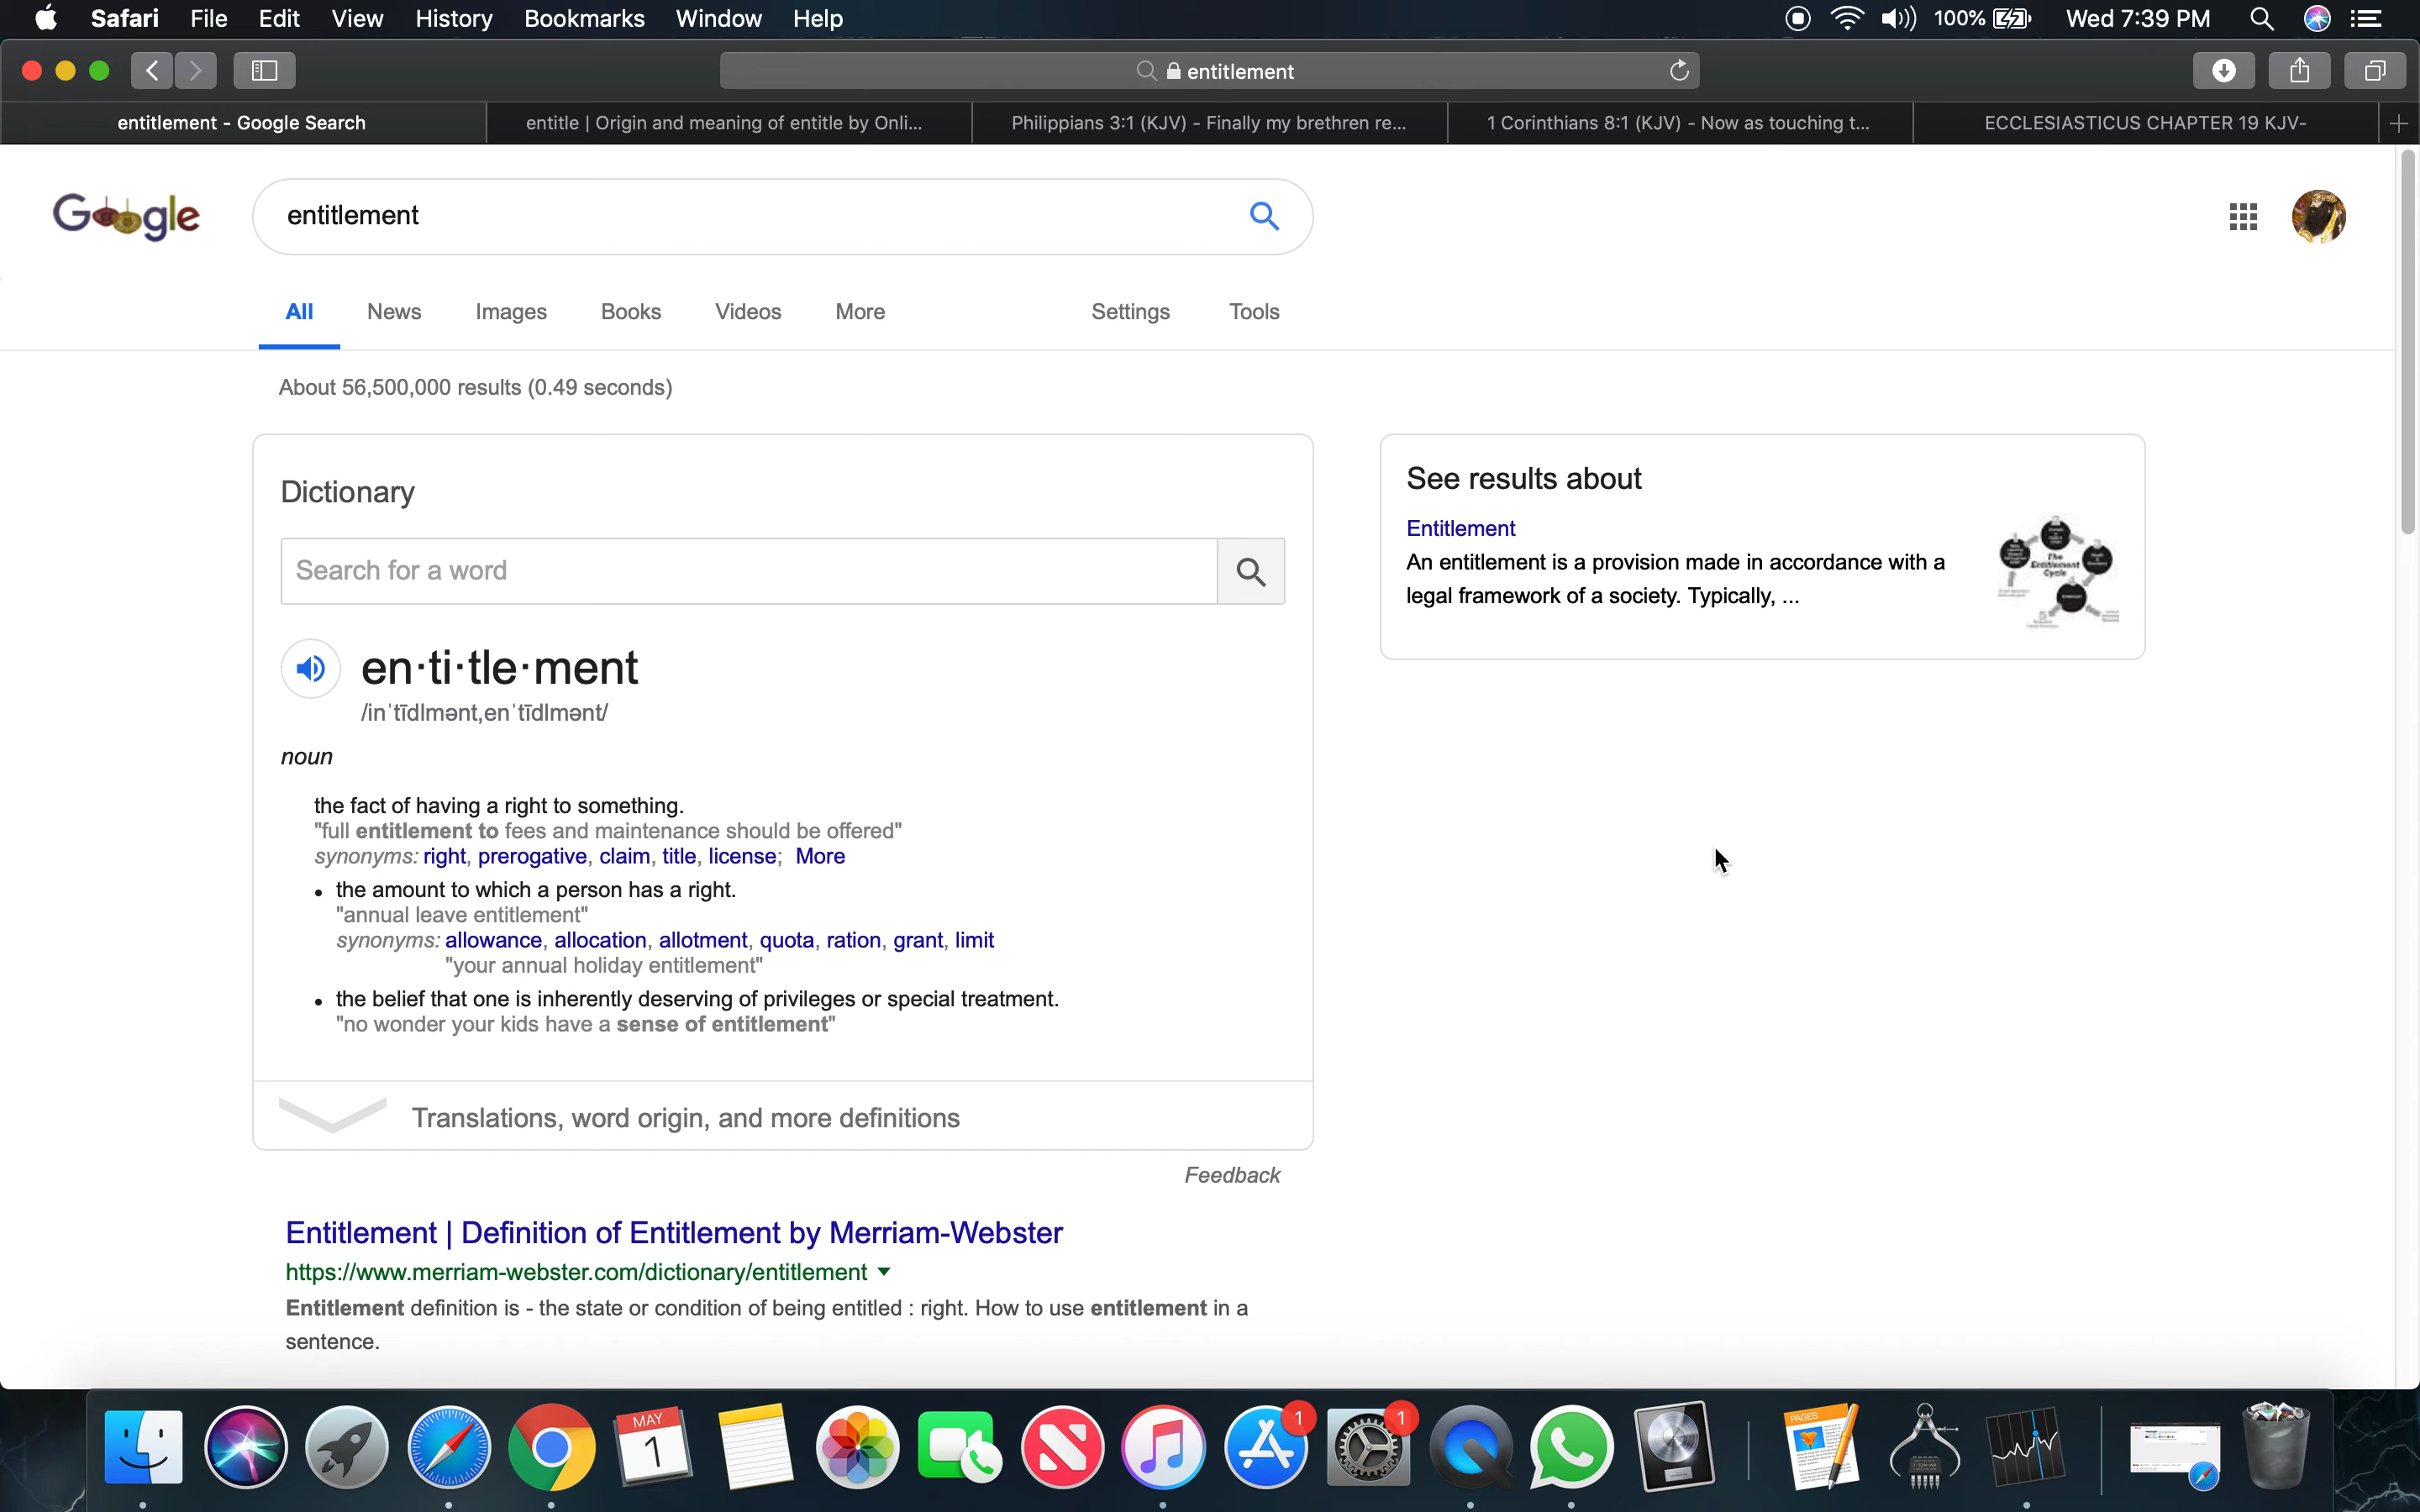 Safari File Edit View History Bookmarks Window Help 100% Wed 7:39 PM
entitlement
entitlement - Google Search
entitle | Origin and meaning of entitle by Onli...
Philippians 3:1 (KJV) - Finally my brethren re...
1 Corinthians 8:1 (KJV) - Now as touching t...
ECCLESIASTICUS CHAPTER 19 KJV-
Google
entitlement
All News Images Books Videos More Settings Tools
About 56,500,000 results (0.49 seconds)
Dictionary
Search for a word
en·ti·tle·ment
/inˈtīdlmənt,enˈtīdlmənt/
noun
the fact of having a right to something.
"full entitlement to fees and maintenance should be offered"
synonyms: right, prerogative, claim, title, license; More
• the amount to which a person has a right.
"annual leave entitlement"
synonyms: allowance, allocation, allotment, quota, ration, grant, limit
"your annual holiday entitlement"
• the belief that one is inherently deserving of privileges or special treatment.
"no wonder your kids have a sense of entitlement"
Translations, word origin, and more definitions
Feedback
See results about
Entitlement
An entitlement is a provision made in accordance with a
legal framework of a society. Typically, ...
The
Entitlement
Cycle
Entitlement | Definition of Entitlement by Merriam-Webster
https://www.merriam-webster.com/dictionary/entitlement
Entitlement definition is - the state or condition of being entitled : right. How to use entitlement in a
sentence.
MAY
1
1
1
PAGES